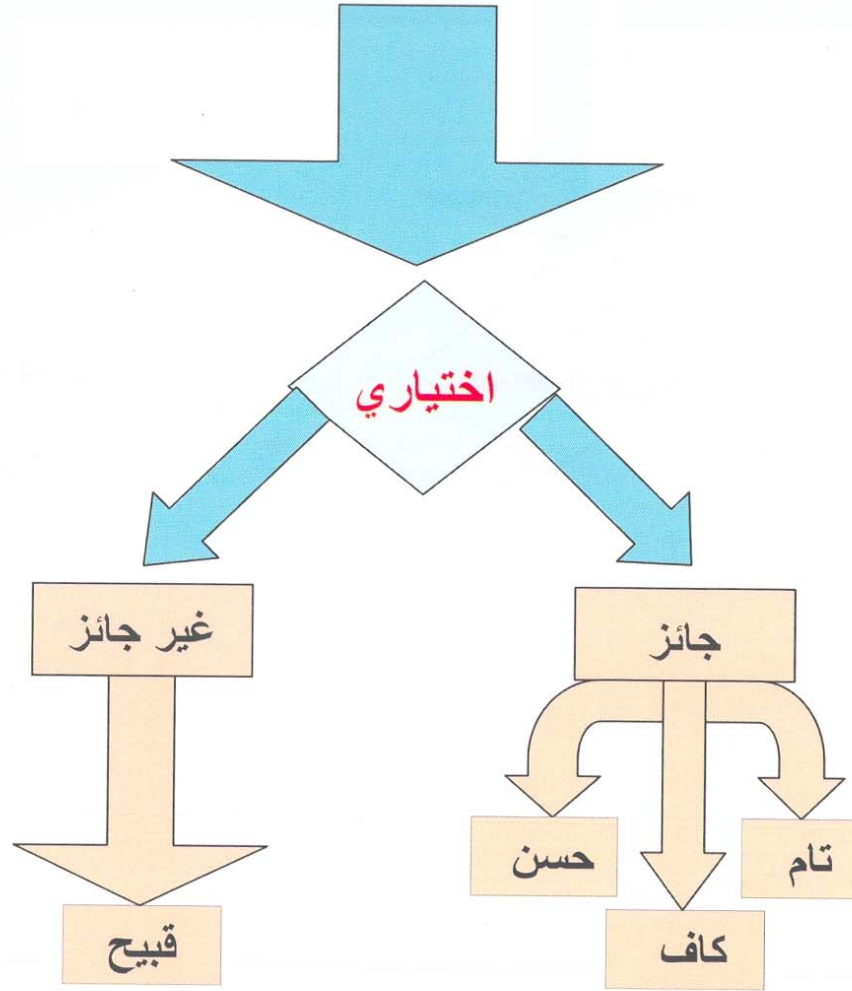 اختياري
جائز
غير جائز
تام
حسن
كاف
قبيح